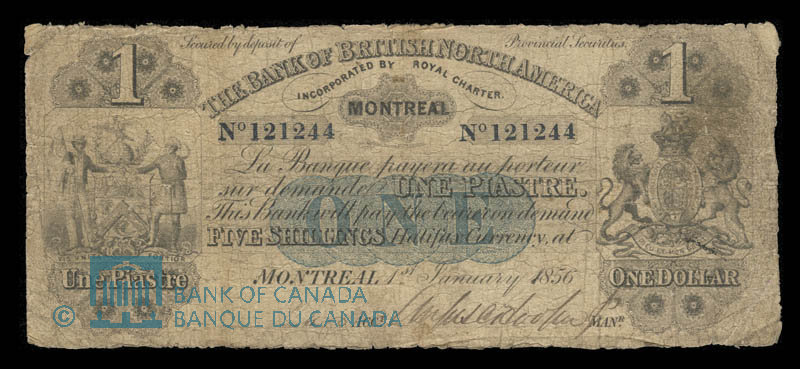 1
Secured by deposit of Provincial Securities.
1
THE BANK OF BRITISH NORTH AMERICA
INCORPORATED BY ROYAL CHARTER.
MONTREAL
No 121244 No 121244
La Banque payera au porteur
sur demande UNE PIASTRE.
ONE
This Bank will pay the bearer on demand
FIVE SHILLINGS Halifax Currency, at
Une Piastre
MONTREAL 1st January 1856
ONE DOLLAR
MANR
© BANK OF CANADA
BANQUE DU CANADA